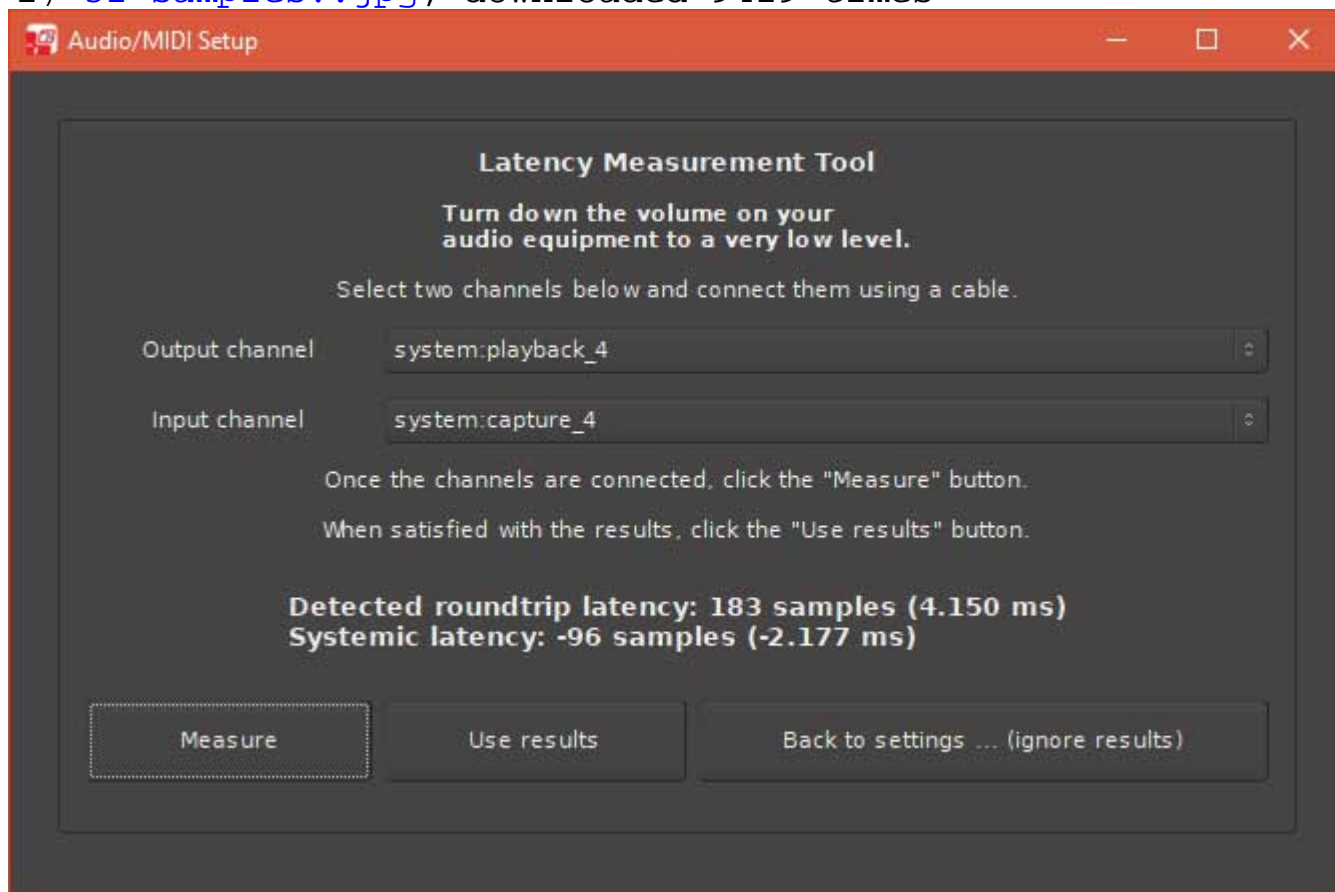 Audio/MIDI Setup
Latency Measurement Tool
Turn down the volume on your
audio equipment to a very low level.
Select two channels below and connect them using a cable.
Output channel system:playback_4
Input channel system:capture_4
Once the channels are connected, click the "Measure" button.
When satisfied with the results, click the "Use results" button.
Detected roundtrip latency: 183 samples (4.150 ms)
Systemic latency: -96 samples (-2.177 ms)
Measure Use results Back to settings ... (ignore results)